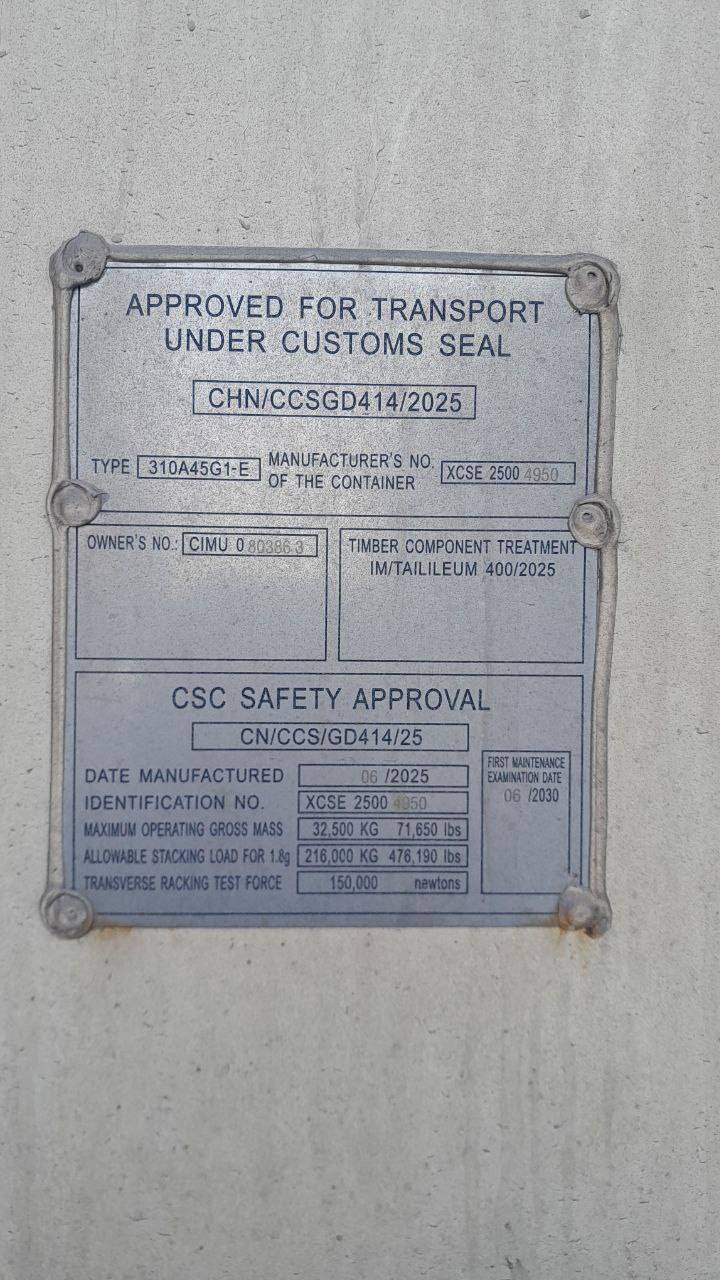 APPROVED FOR TRANSPORT
UNDER CUSTOMS SEAL
CHN/CCSGD414/2025
TYPE 310A45G1-E MANUFACTURER'S NO. OF THE CONTAINER XCSE 2500 4950
OWNER'S NO.: CIMU 0 80386 3
TIMBER COMPONENT TREATMENT
IM/TAILILEUM 400/2025
CSC SAFETY APPROVAL
CN/CCS/GD414/25
DATE MANUFACTURED 06 /2025
IDENTIFICATION NO. XCSE 2500 4950
MAXIMUM OPERATING GROSS MASS 32,500 KG 71,650 lbs
ALLOWABLE STACKING LOAD FOR 1.8g 216,000 KG 476,190 lbs
TRANSVERSE RACKING TEST FORCE 150,000 newtons
FIRST MAINTENANCE
EXAMINATION DATE
06 /2030